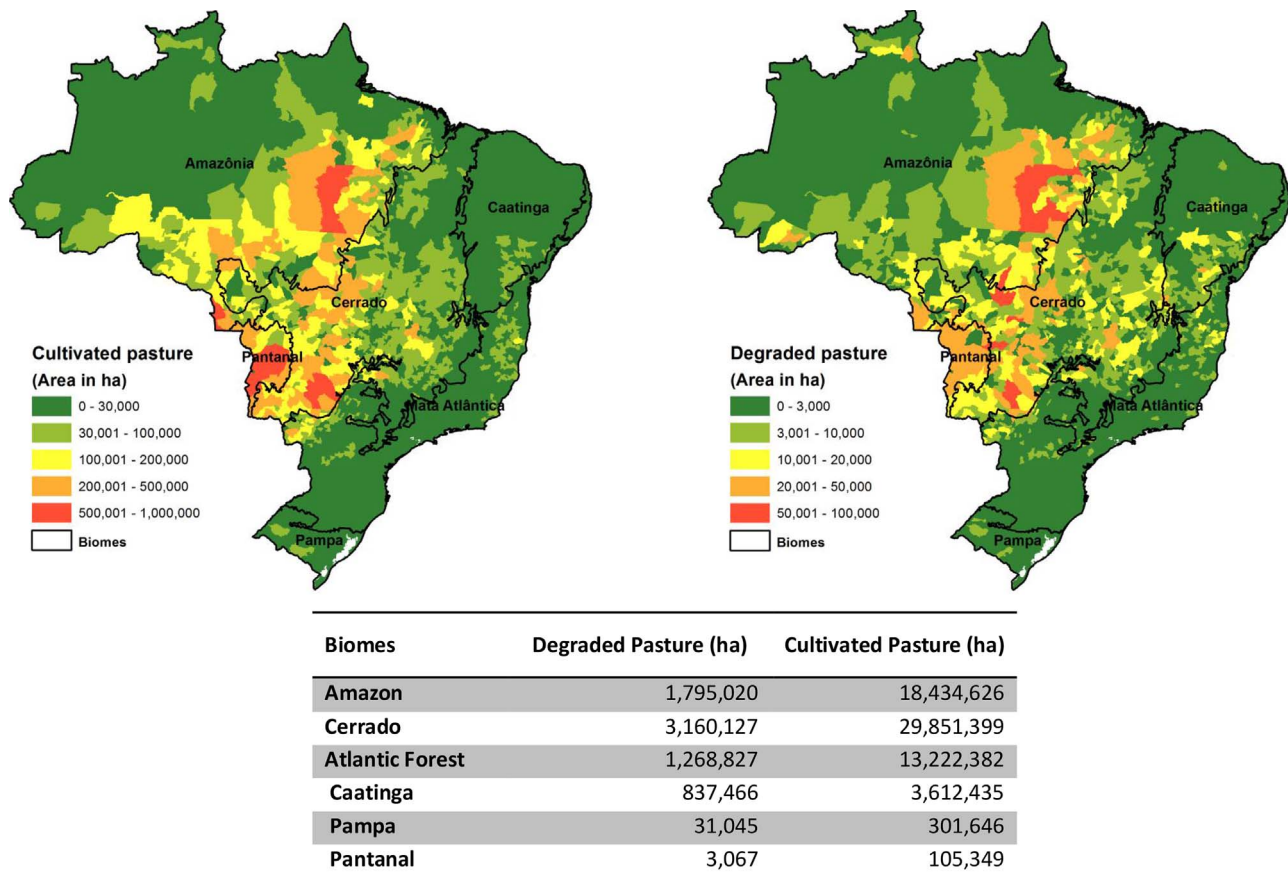 Amazônia
Caatinga
Cerrado
Pantanal
Mata Atlântica
Pampa
Cultivated pasture
(Area in ha)
0 - 30,000
30,001 - 100,000
100,001 - 200,000
200,001 - 500,000
500,001 - 1,000,000
Biomes
Amazônia
Caatinga
Cerrado
Pantanal
Mata Atlântica
Pampa
Degraded pasture
(Area in ha)
0 - 3,000
3,001 - 10,000
10,001 - 20,000
20,001 - 50,000
50,001 - 100,000
Biomes
Biomes Degraded Pasture (ha) Cultivated Pasture (ha)
Amazon 1,795,020 18,434,626
Cerrado 3,160,127 29,851,399
Atlantic Forest 1,268,827 13,222,382
Caatinga 837,466 3,612,435
Pampa 31,045 301,646
Pantanal 3,067 105,349